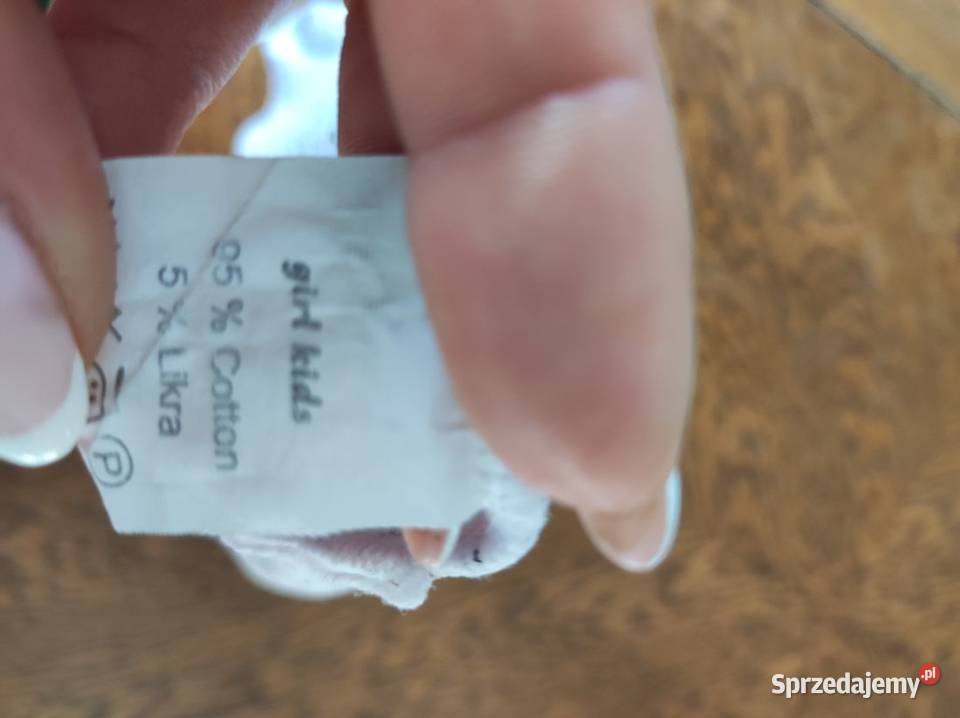 girl kids
95 % Cotton
5 % Likra
P
Sprzedajemy.pl